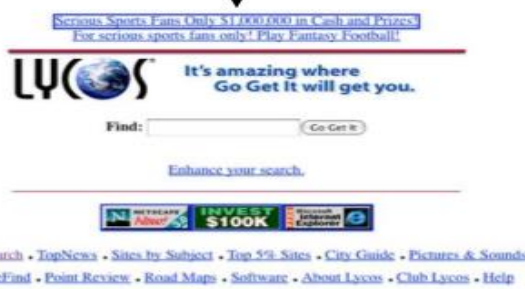 Serious Sports Fans Only $1,000,000 in Cash and Prizes?
For serious sports fans only! Play Fantasy Football!
LYCOS
It's amazing where
Go Get It will get you.
Find: Go Get It
Enhance your search.
N NETSCAPE Now! INVEST $100K Microsoft Internet Explorer
rch • TopNews • Sites by Subject • Top 5% Sites • City Guide • Pictures & Sounds
eFind • Point Review • Road Maps • Software • About Lycos • Club Lycos • Help